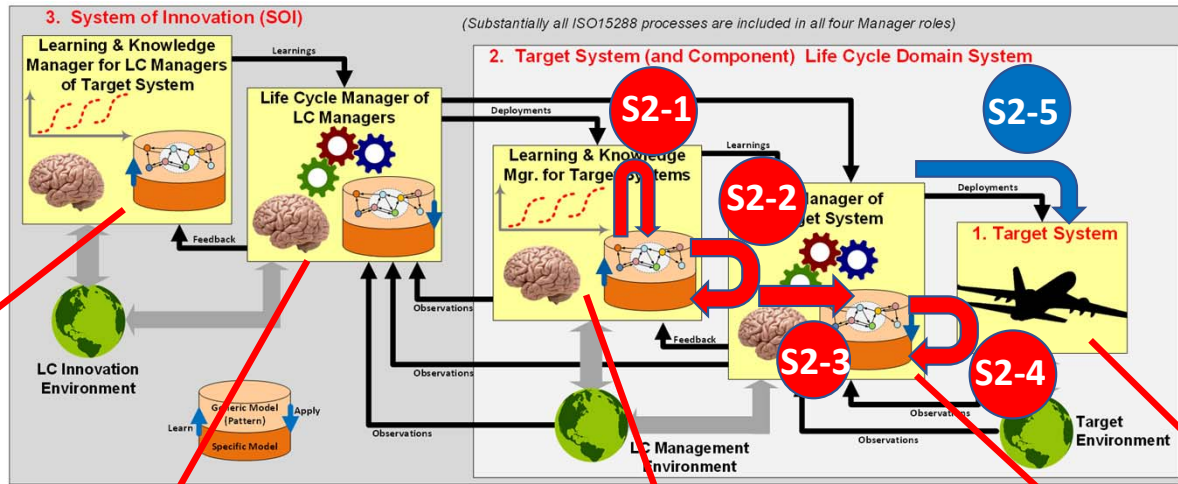 3. System of Innovation (SOI)
(Substantially all ISO15288 processes are included in all four Manager roles)
Learning & Knowledge
Manager for LC Managers
of Target System
Learnings
2. Target System (and Component) Life Cycle Domain System
Life Cycle Manager of
LC Managers
Deployments
S2-1
S2-5
Learning & Knowledge
Mgr. for Target Systems
Learnings
S2-2
Manager of
get System
Deployments
1. Target System
Feedback
Observations
Feedback
S2-3
S2-4
LC Innovation
Environment
Observations
Observations
Generic Model
(Pattern)
Learn
Apply
Specific Model
Observations
Observations
LC Management
Environment
Target
Environment